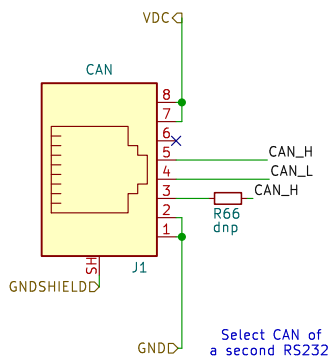 VDC
CAN
8
7
6
5
CAN_H
4
CAN_L
3
CAN_H
R66
dnp
2
1
SH
J1
GNDSHIELD
GND
Select CAN of
a second RS232